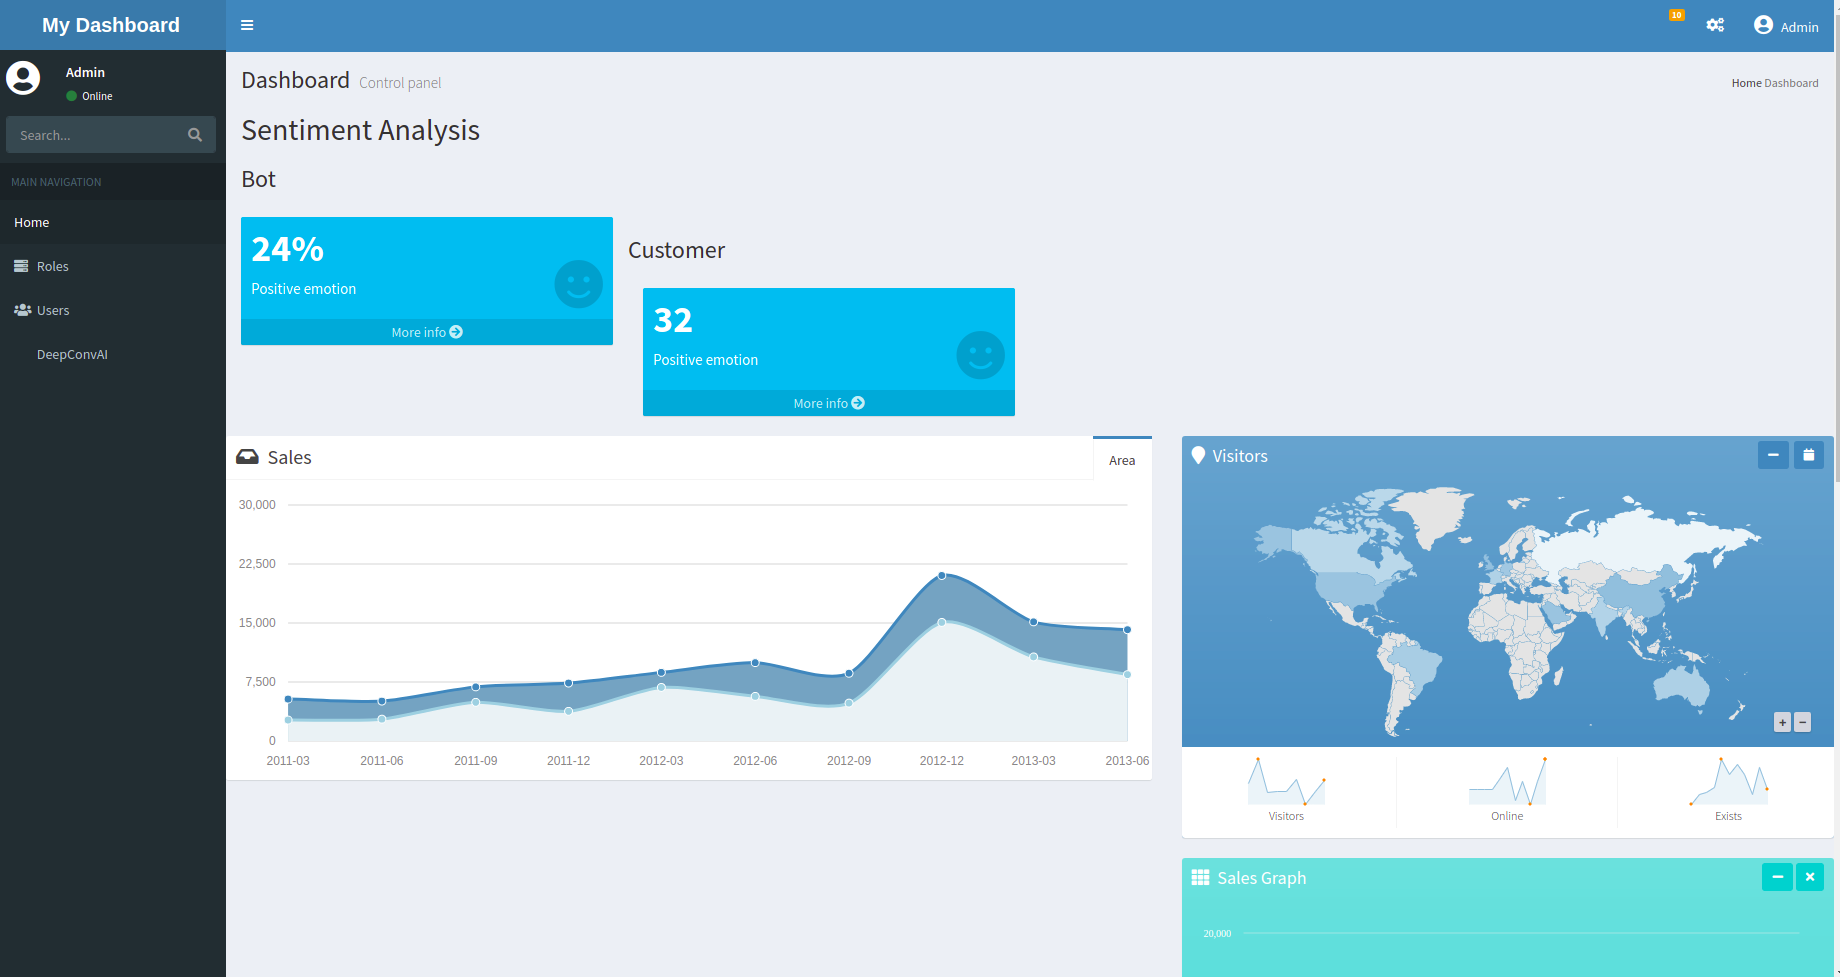 My Dashboard
10
Admin
Admin
Online
Search...
MAIN NAVIGATION
Home
Roles
Users
DeepConvAI
Dashboard Control panel
Home Dashboard
Sentiment Analysis
Bot
24%
Positive emotion
More info
Customer
32
Positive emotion
More info
Sales
Area
30,000
22,500
15,000
7,500
0
2011-03 2011-06 2011-09 2011-12 2012-03 2012-06 2012-09 2012-12 2013-03 2013-06
Visitors
+ −
Visitors Online Exists
Sales Graph
20,000